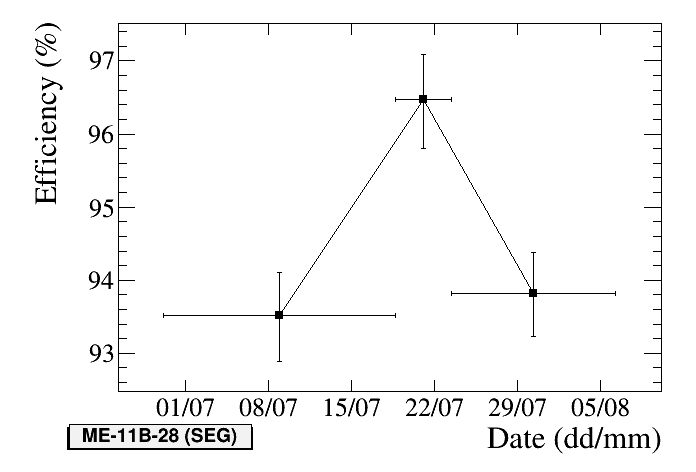 Efficiency (%)
97
96
95
94
93
01/07 08/07 15/07 22/07 29/07 05/08
ME-11B-28 (SEG)
Date (dd/mm)